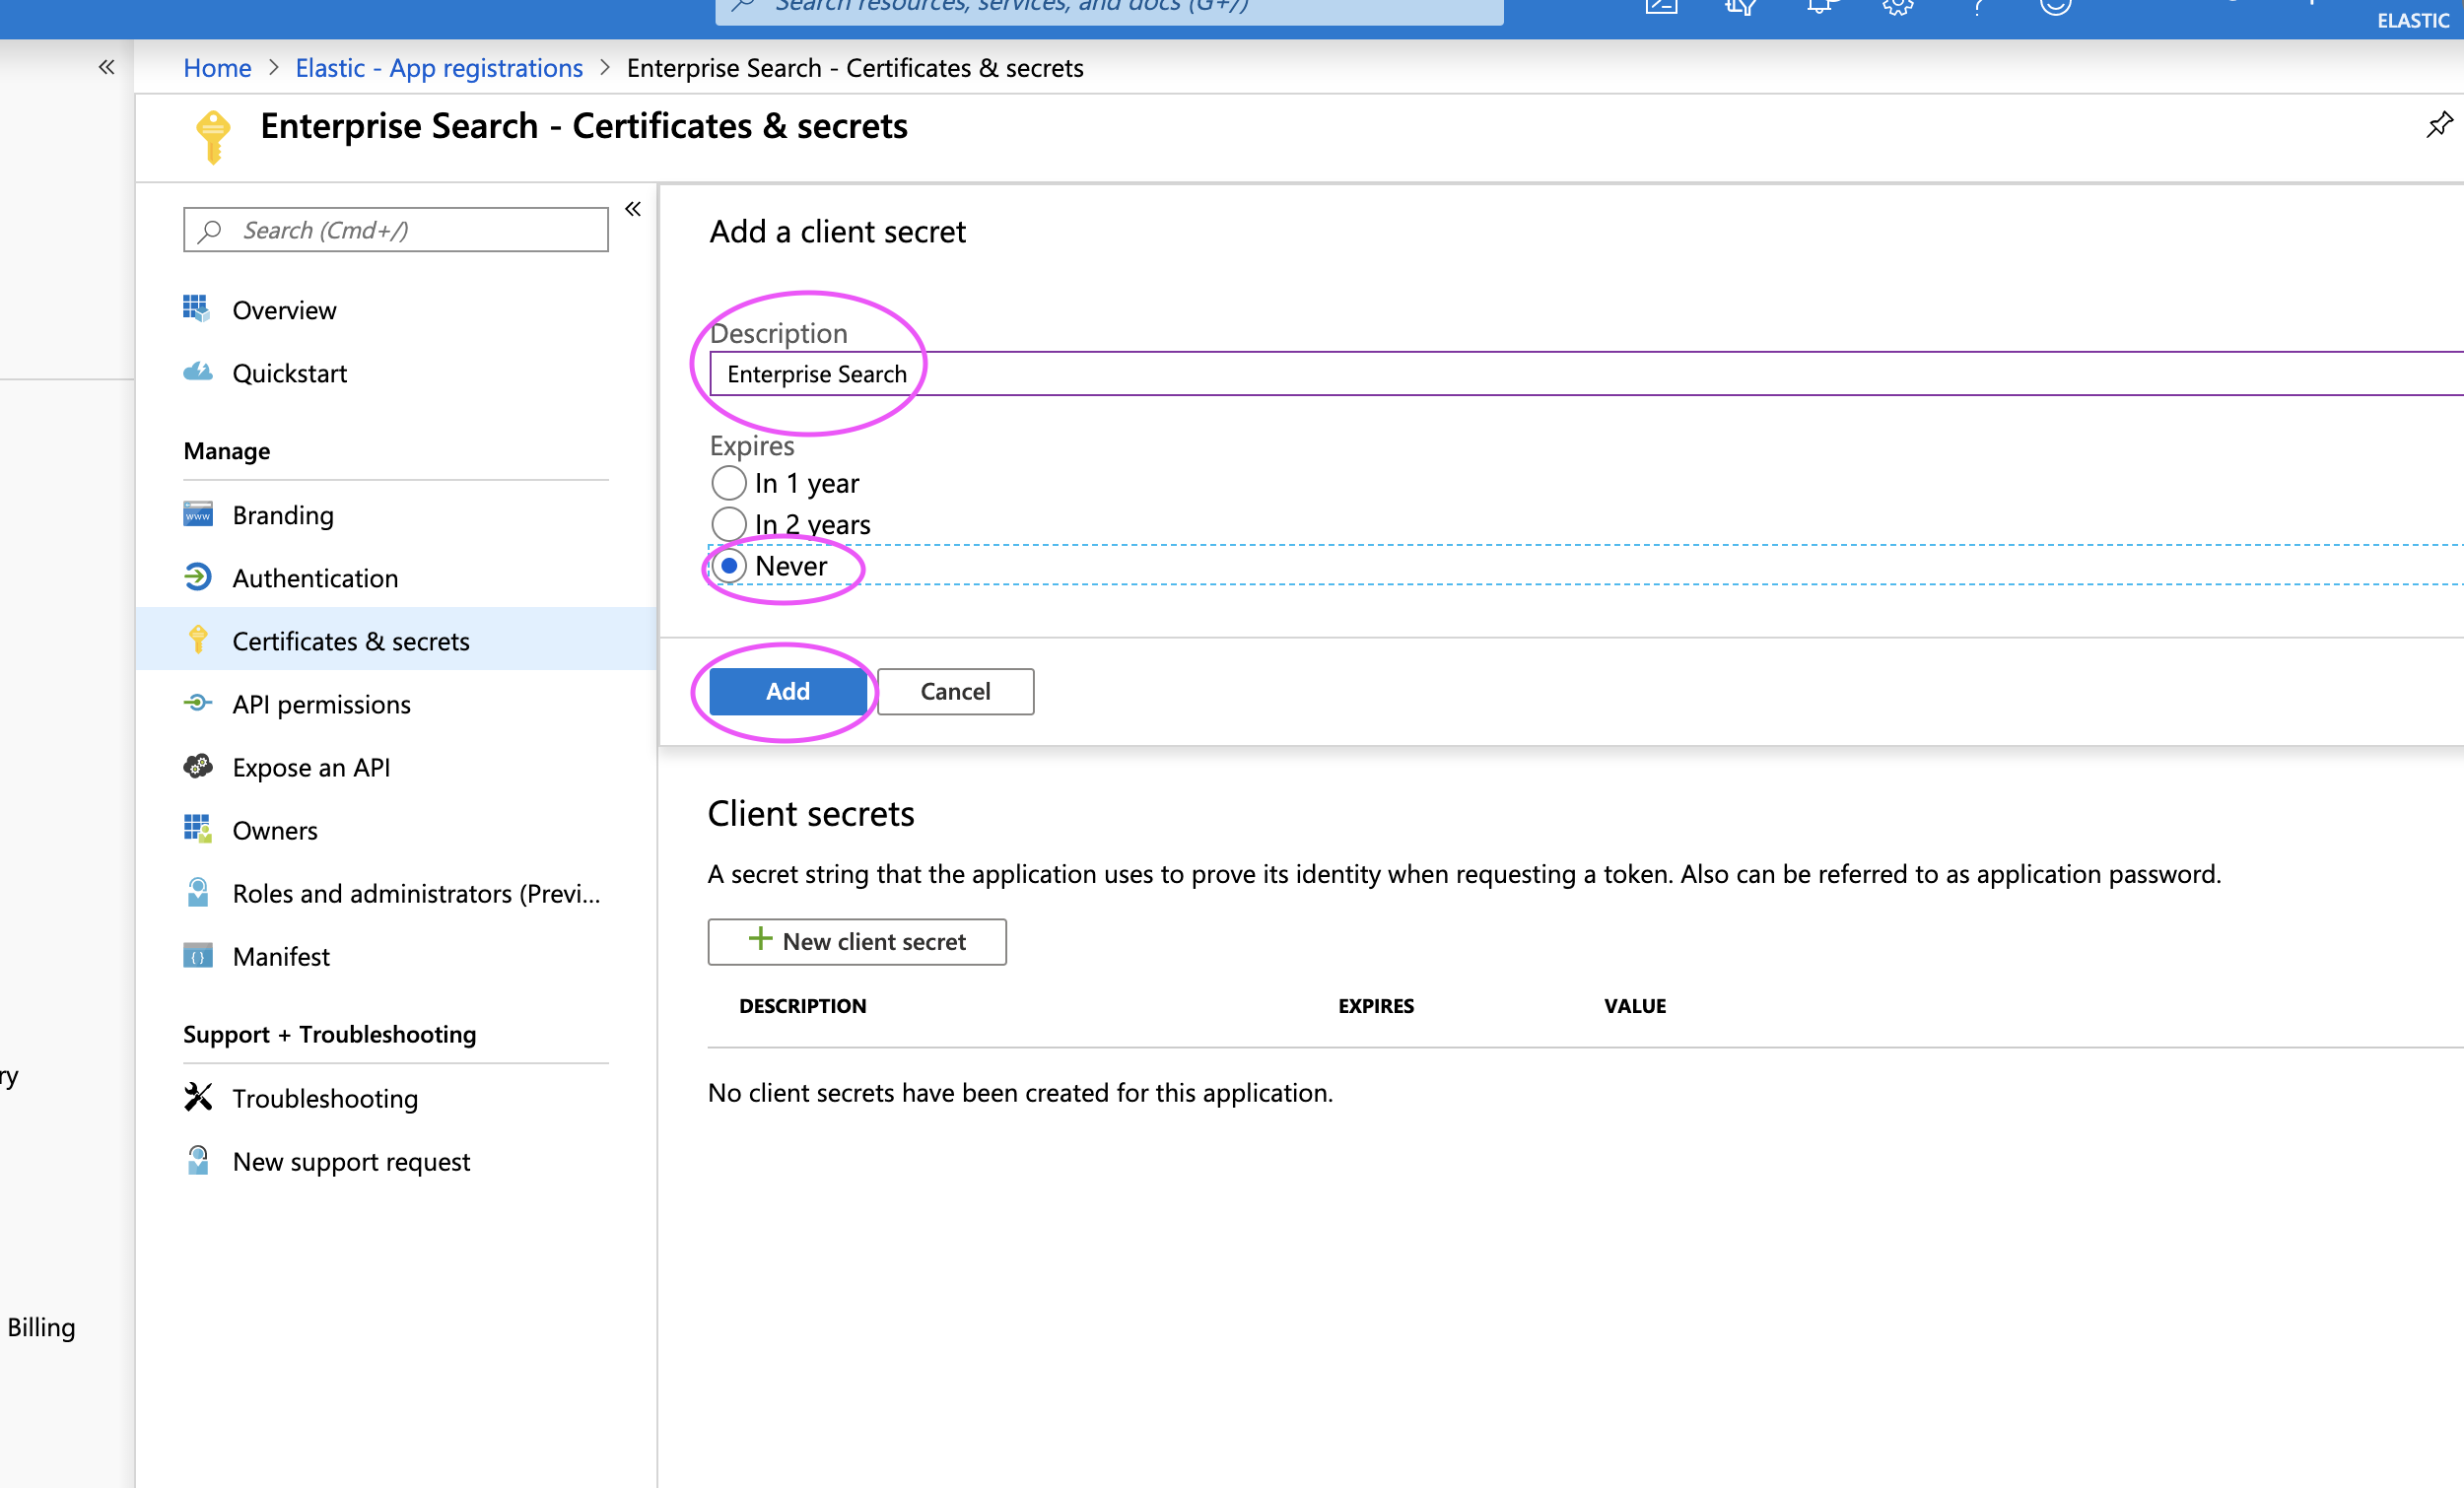 Search resources, services, and docs (G+/)
ELASTIC
«
Home > Elastic - App registrations > Enterprise Search - Certificates & secrets
Enterprise Search - Certificates & secrets
Search (Cmd+/)
«
Overview
Quickstart
Manage
Branding
Authentication
Certificates & secrets
API permissions
Expose an API
Owners
Roles and administrators (Previ...
Manifest
Support + Troubleshooting
Troubleshooting
New support request
ry
Billing
Add a client secret
Description
Enterprise Search
Expires
In 1 year
In 2 years
Never
Add
Cancel
Client secrets
A secret string that the application uses to prove its identity when requesting a token. Also can be referred to as application password.
+ New client secret
DESCRIPTION EXPIRES VALUE
No client secrets have been created for this application.